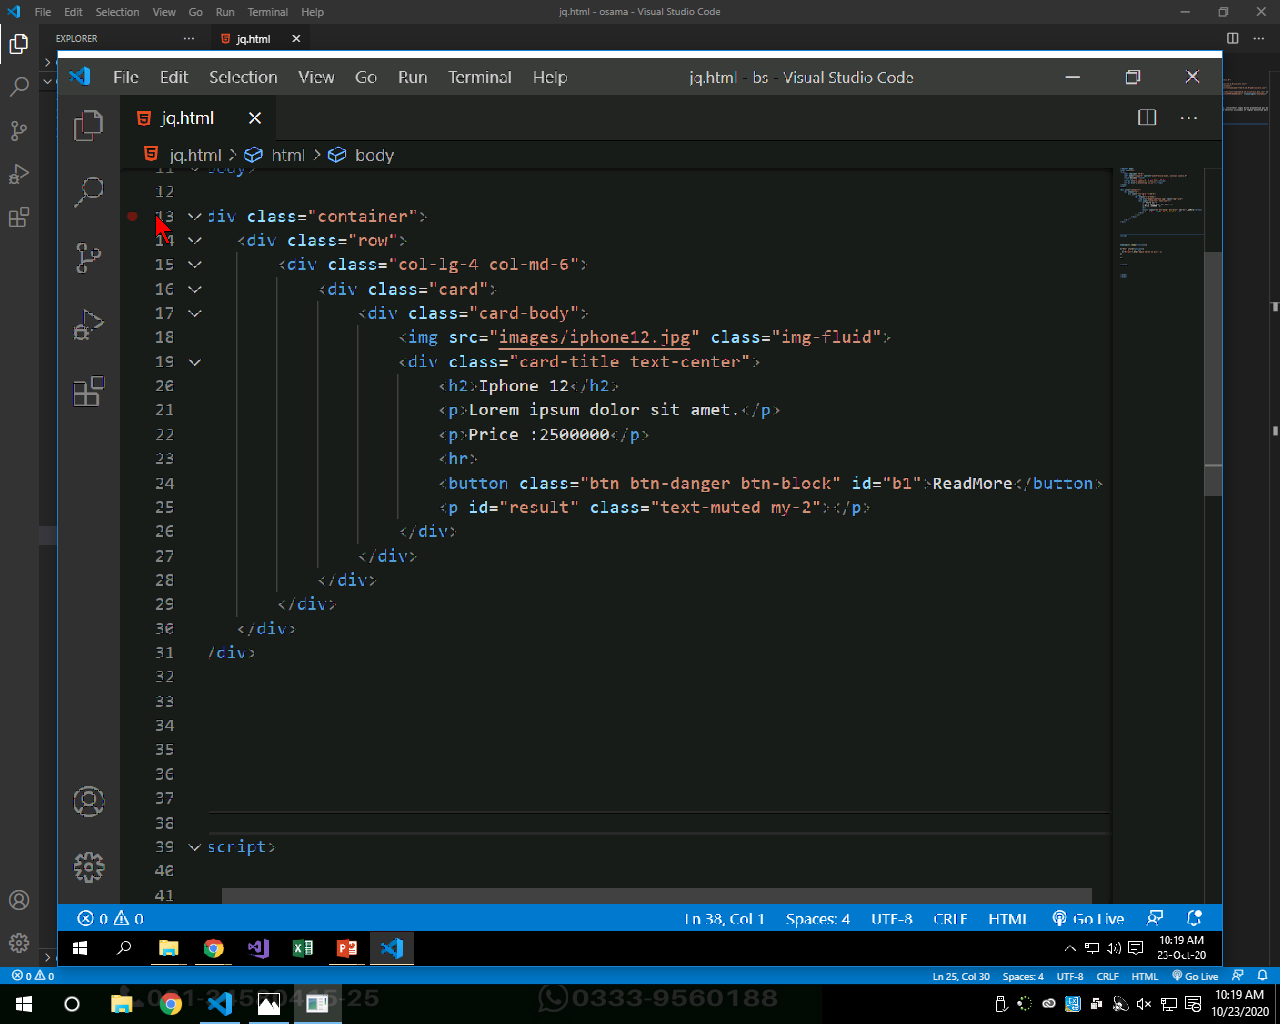 File Edit Selection View Go Run Terminal Help
jq.html - osama - Visual Studio Code
EXPLORER
jq.html
File Edit Selection View Go Run Terminal Help
jq.html - bs - Visual Studio Code
jq.html
jq.html > html > body
11 body>
12
13 div class="container">
14 <div class="row">
15 <div class="col-lg-4 col-md-6">
16 <div class="card">
17 <div class="card-body">
18 <img src="images/iphone12.jpg" class="img-fluid">
19 <div class="card-title text-center">
20 <h2>Iphone 12</h2>
21 <p>Lorem ipsum dolor sit amet.</p>
22 <p>Price :2500000</p>
23 <hr>
24 <button class="btn btn-danger btn-block" id="b1">ReadMore</button>
25 <p id="result" class="text-muted my-2"></p>
26 </div>
27 </div>
28 </div>
29 </div>
30 </div>
31 /div>
32
33
34
35
36
37
38
39 script>
40
41
0 0 Ln 38, Col 1 Spaces: 4 UTF-8 CRLF HTML Go Live
10:19 AM
23-Oct-20
0 0 Ln 25, Col 30 Spaces: 4 UTF-8 CRLF HTML Go Live
0333-9560188
10:19 AM
10/23/2020